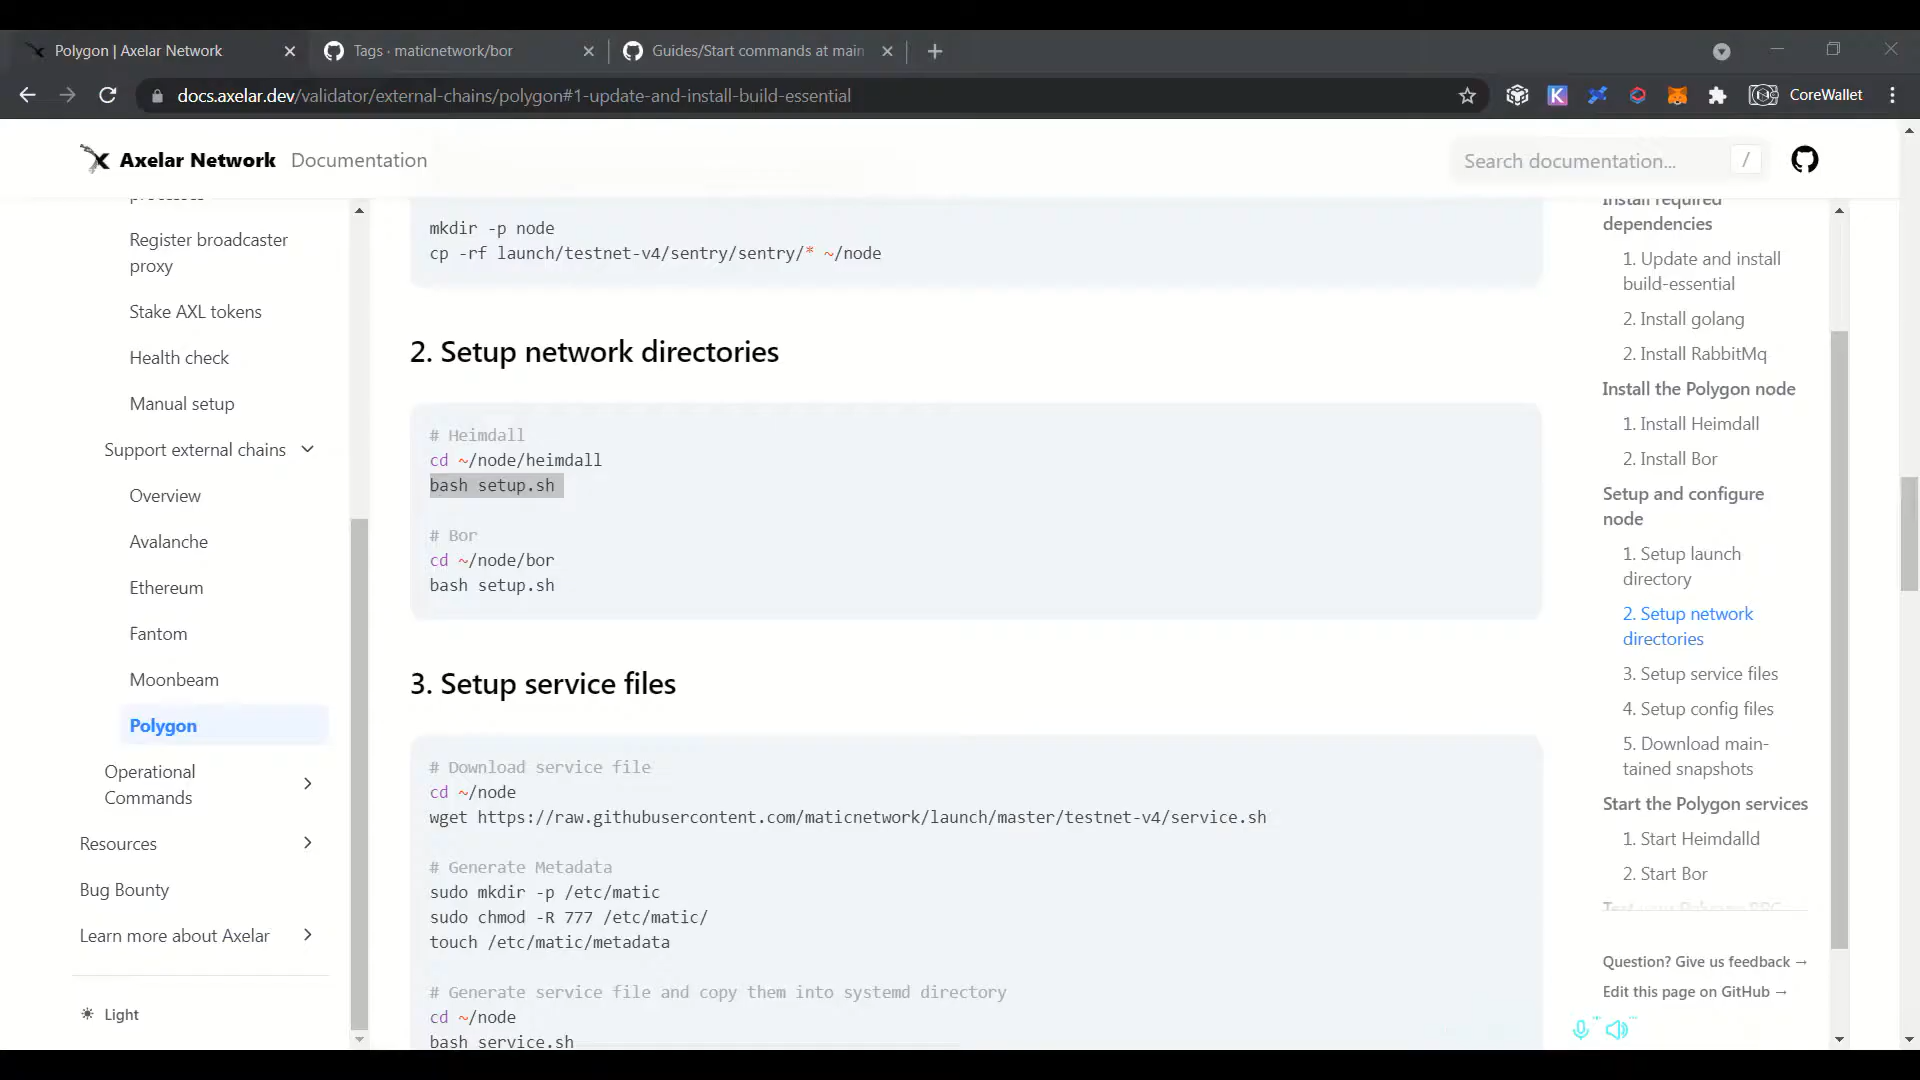 Polygon | Axelar Network
Tags · maticnetwork/bor
Guides/Start commands at main
docs.axelar.dev/validator/external-chains/polygon#1-update-and-install-build-essential
CoreWallet
Axelar Network Documentation
Search documentation... /
processes
Register broadcaster
proxy
Stake AXL tokens
Health check
Manual setup
Support external chains
Overview
Avalanche
Ethereum
Fantom
Moonbeam
Polygon
Operational
Commands
Resources
Bug Bounty
Learn more about Axelar
Light
mkdir -p node
cp -rf launch/testnet-v4/sentry/sentry/* ~/node
2. Setup network directories
# Heimdall
cd ~/node/heimdall
bash setup.sh
# Bor
cd ~/node/bor
bash setup.sh
3. Setup service files
# Download service file
cd ~/node
wget https://raw.githubusercontent.com/maticnetwork/launch/master/testnet-v4/service.sh
# Generate Metadata
sudo mkdir -p /etc/matic
sudo chmod -R 777 /etc/matic/
touch /etc/matic/metadata
# Generate service file and copy them into systemd directory
cd ~/node
bash service.sh
Install required
dependencies
1. Update and install
build-essential
2. Install golang
2. Install RabbitMq
Install the Polygon node
1. Install Heimdall
2. Install Bor
Setup and configure
node
1. Setup launch
directory
2. Setup network
directories
3. Setup service files
4. Setup config files
5. Download main-
tained snapshots
Start the Polygon services
1. Start Heimdalld
2. Start Bor
Question? Give us feedback →
Edit this page on GitHub →